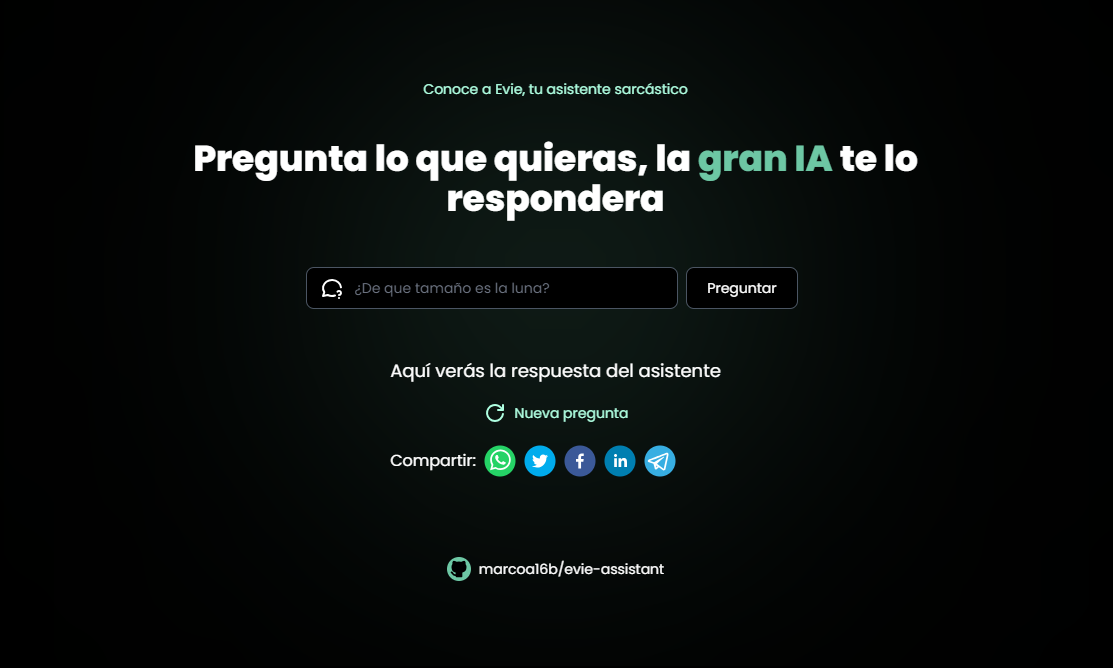 Conoce a Evie, tu asistente sarcástico
Pregunta lo que quieras, la gran IA te lo
respondera
¿De que tamaño es la luna?
Preguntar
Aquí verás la respuesta del asistente
Nueva pregunta
Compartir:
marcoa16b/evie-assistant